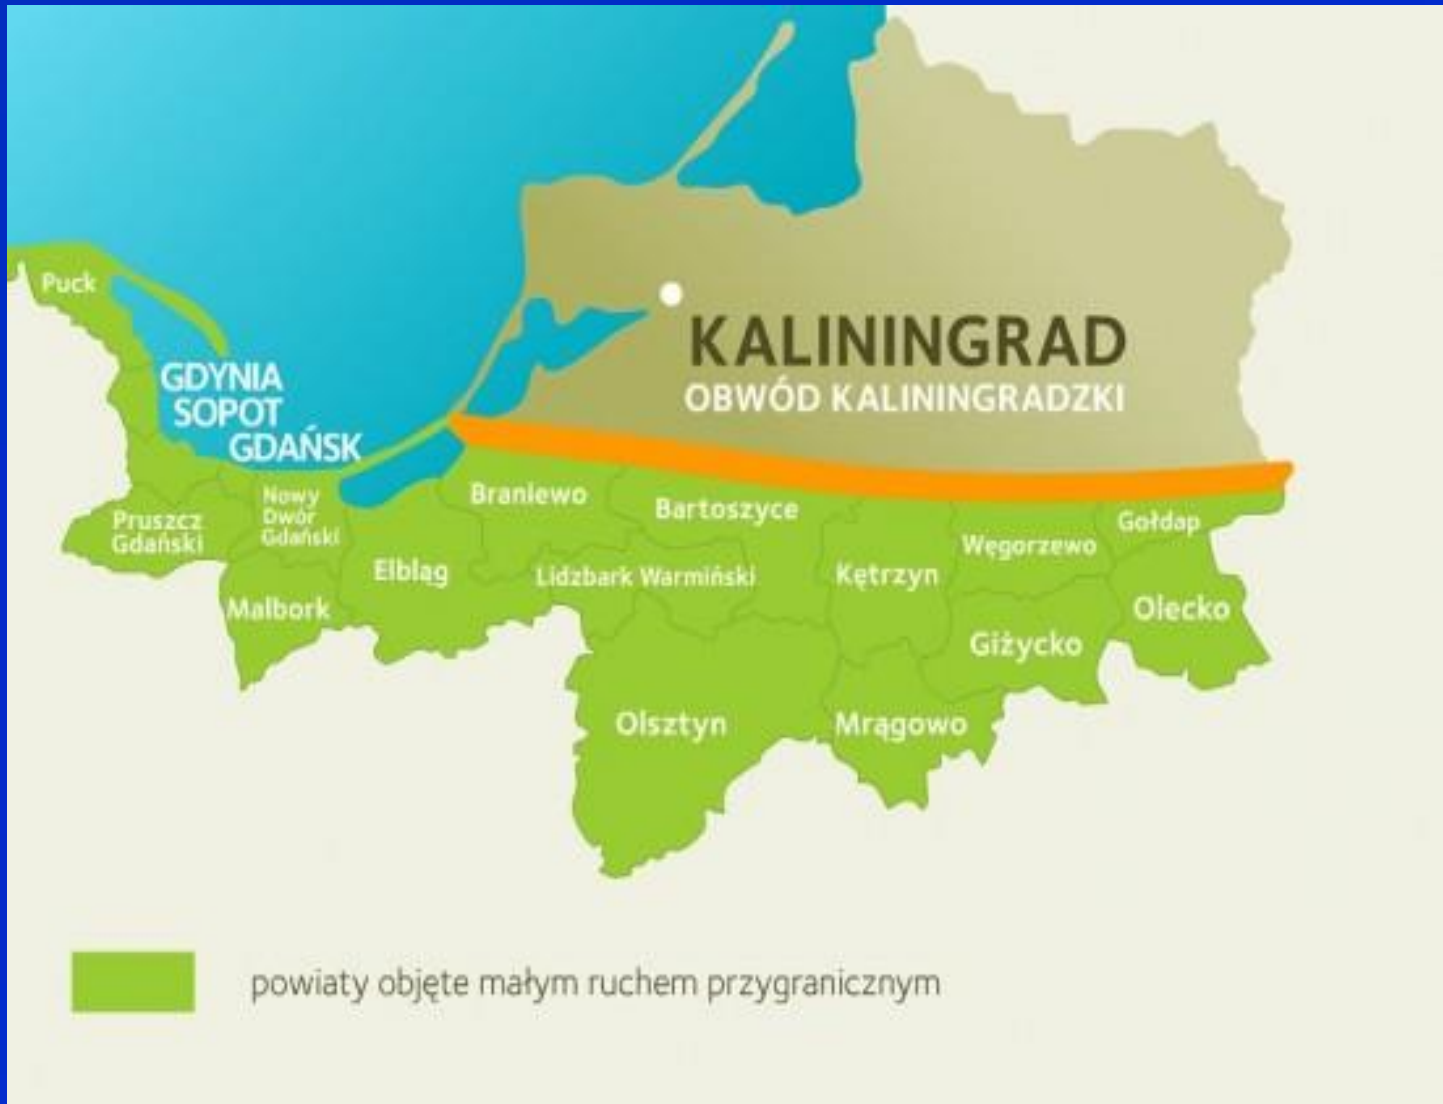 Puck
GDYNIA
SOPOT
GDAŃSK
KALININGRAD
OBWÓD KALININGRADZKI
Nowy
Dwór
Gdański
Pruszcz
Gdański
Braniewo
Bartoszyce
Gołdap
Węgorzewo
Elbląg
Lidzbark Warmiński
Kętrzyn
Malbork
Olecko
Giżycko
Olsztyn
Mrągowo
powiaty objęte małym ruchem przygranicznym